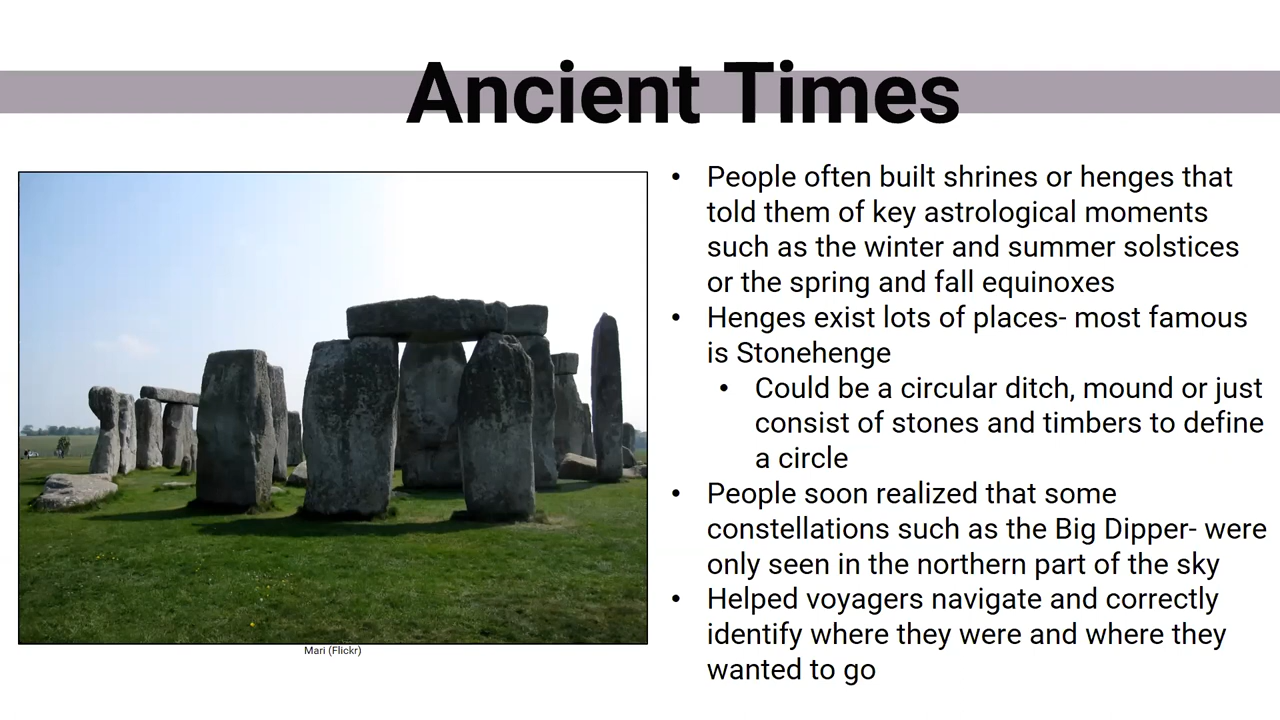 Ancient Times
• People often built shrines or henges that
told them of key astrological moments
such as the winter and summer solstices
or the spring and fall equinoxes
• Henges exist lots of places- most famous
is Stonehenge
• Could be a circular ditch, mound or just
consist of stones and timbers to define
a circle
• People soon realized that some
constellations such as the Big Dipper- were
only seen in the northern part of the sky
• Helped voyagers navigate and correctly
identify where they were and where they
wanted to go
Mari (Flickr)